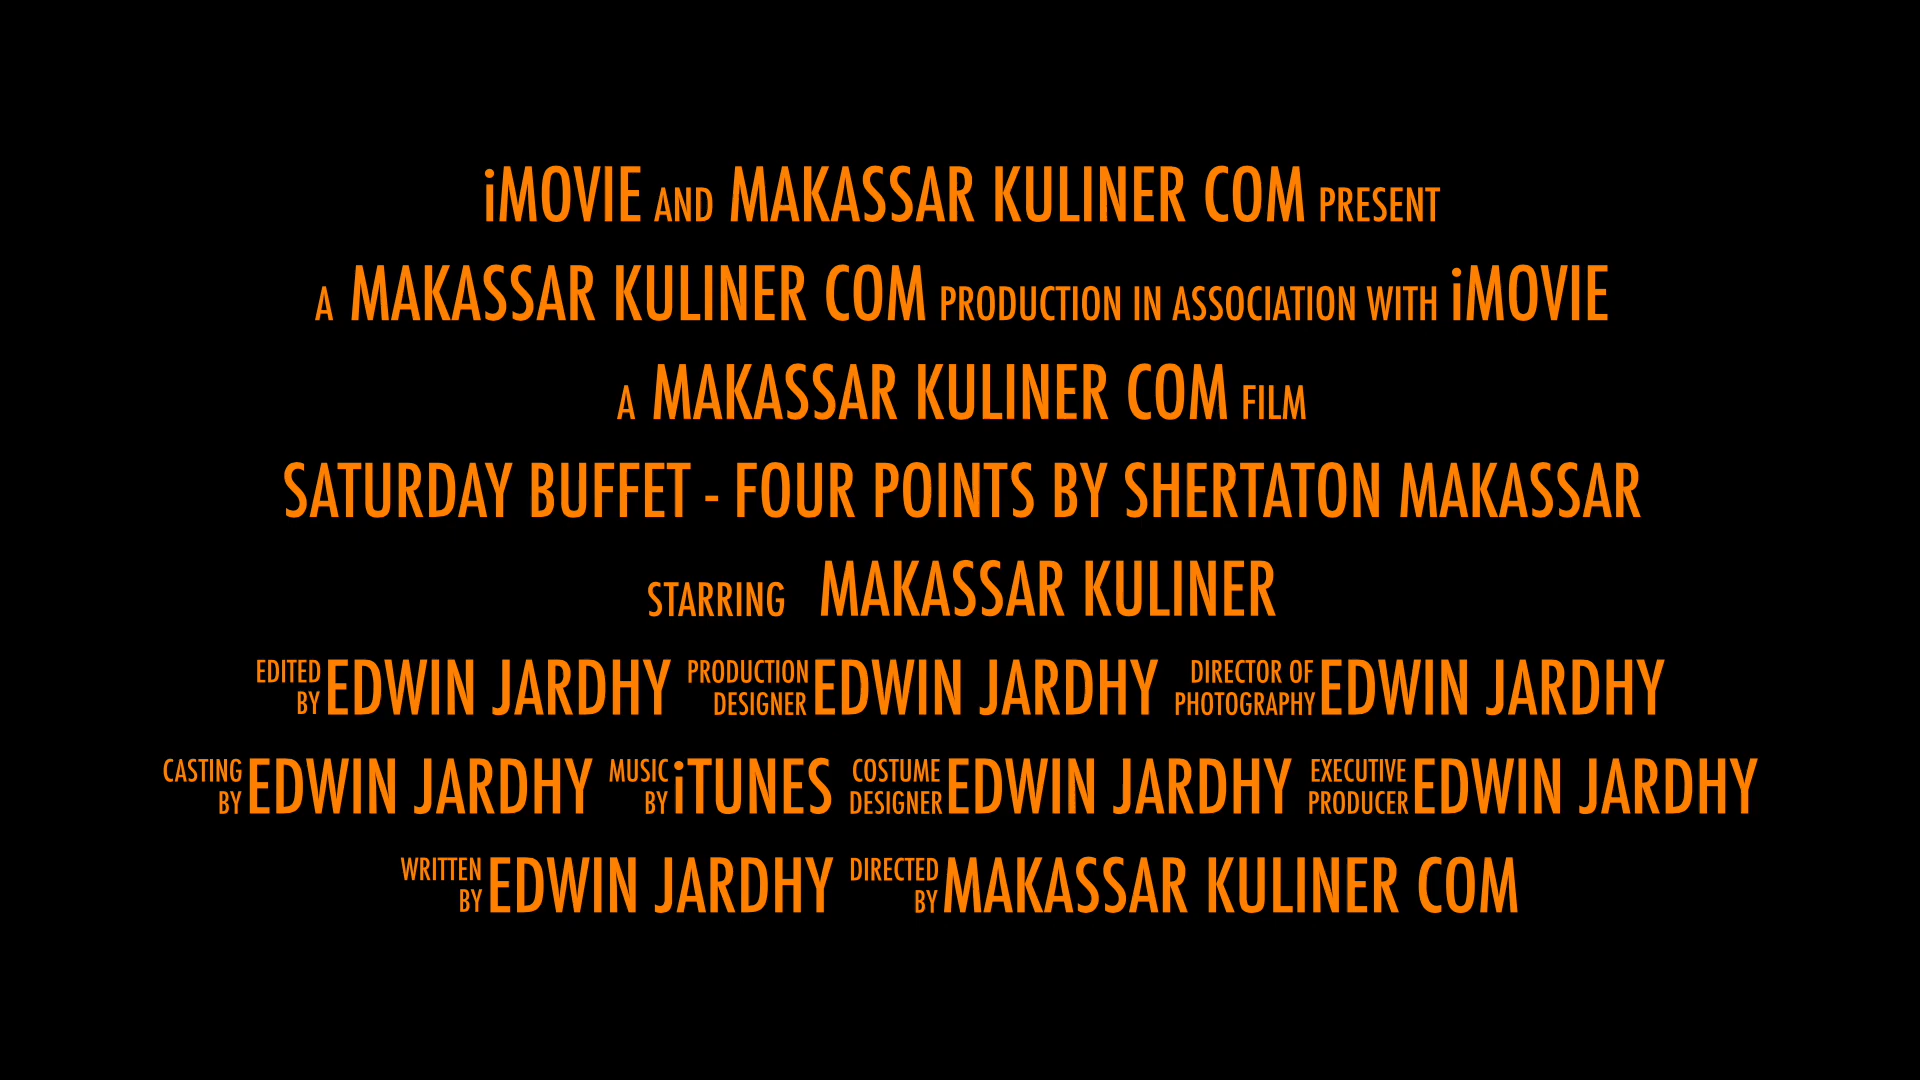 iMOVIE AND MAKASSAR KULINER COM PRESENT
A MAKASSAR KULINER COM PRODUCTION IN ASSOCIATION WITH iMOVIE
A MAKASSAR KULINER COM FILM
SATURDAY BUFFET - FOUR POINTS BY SHERTATON MAKASSAR
STARRING MAKASSAR KULINER
EDITED BY EDWIN JARDHY PRODUCTION DESIGNER EDWIN JARDHY DIRECTOR OF PHOTOGRAPHY EDWIN JARDHY
CASTING BY EDWIN JARDHY MUSIC BY iTUNES COSTUME DESIGNER EDWIN JARDHY EXECUTIVE PRODUCER EDWIN JARDHY
WRITTEN BY EDWIN JARDHY DIRECTED BY MAKASSAR KULINER COM